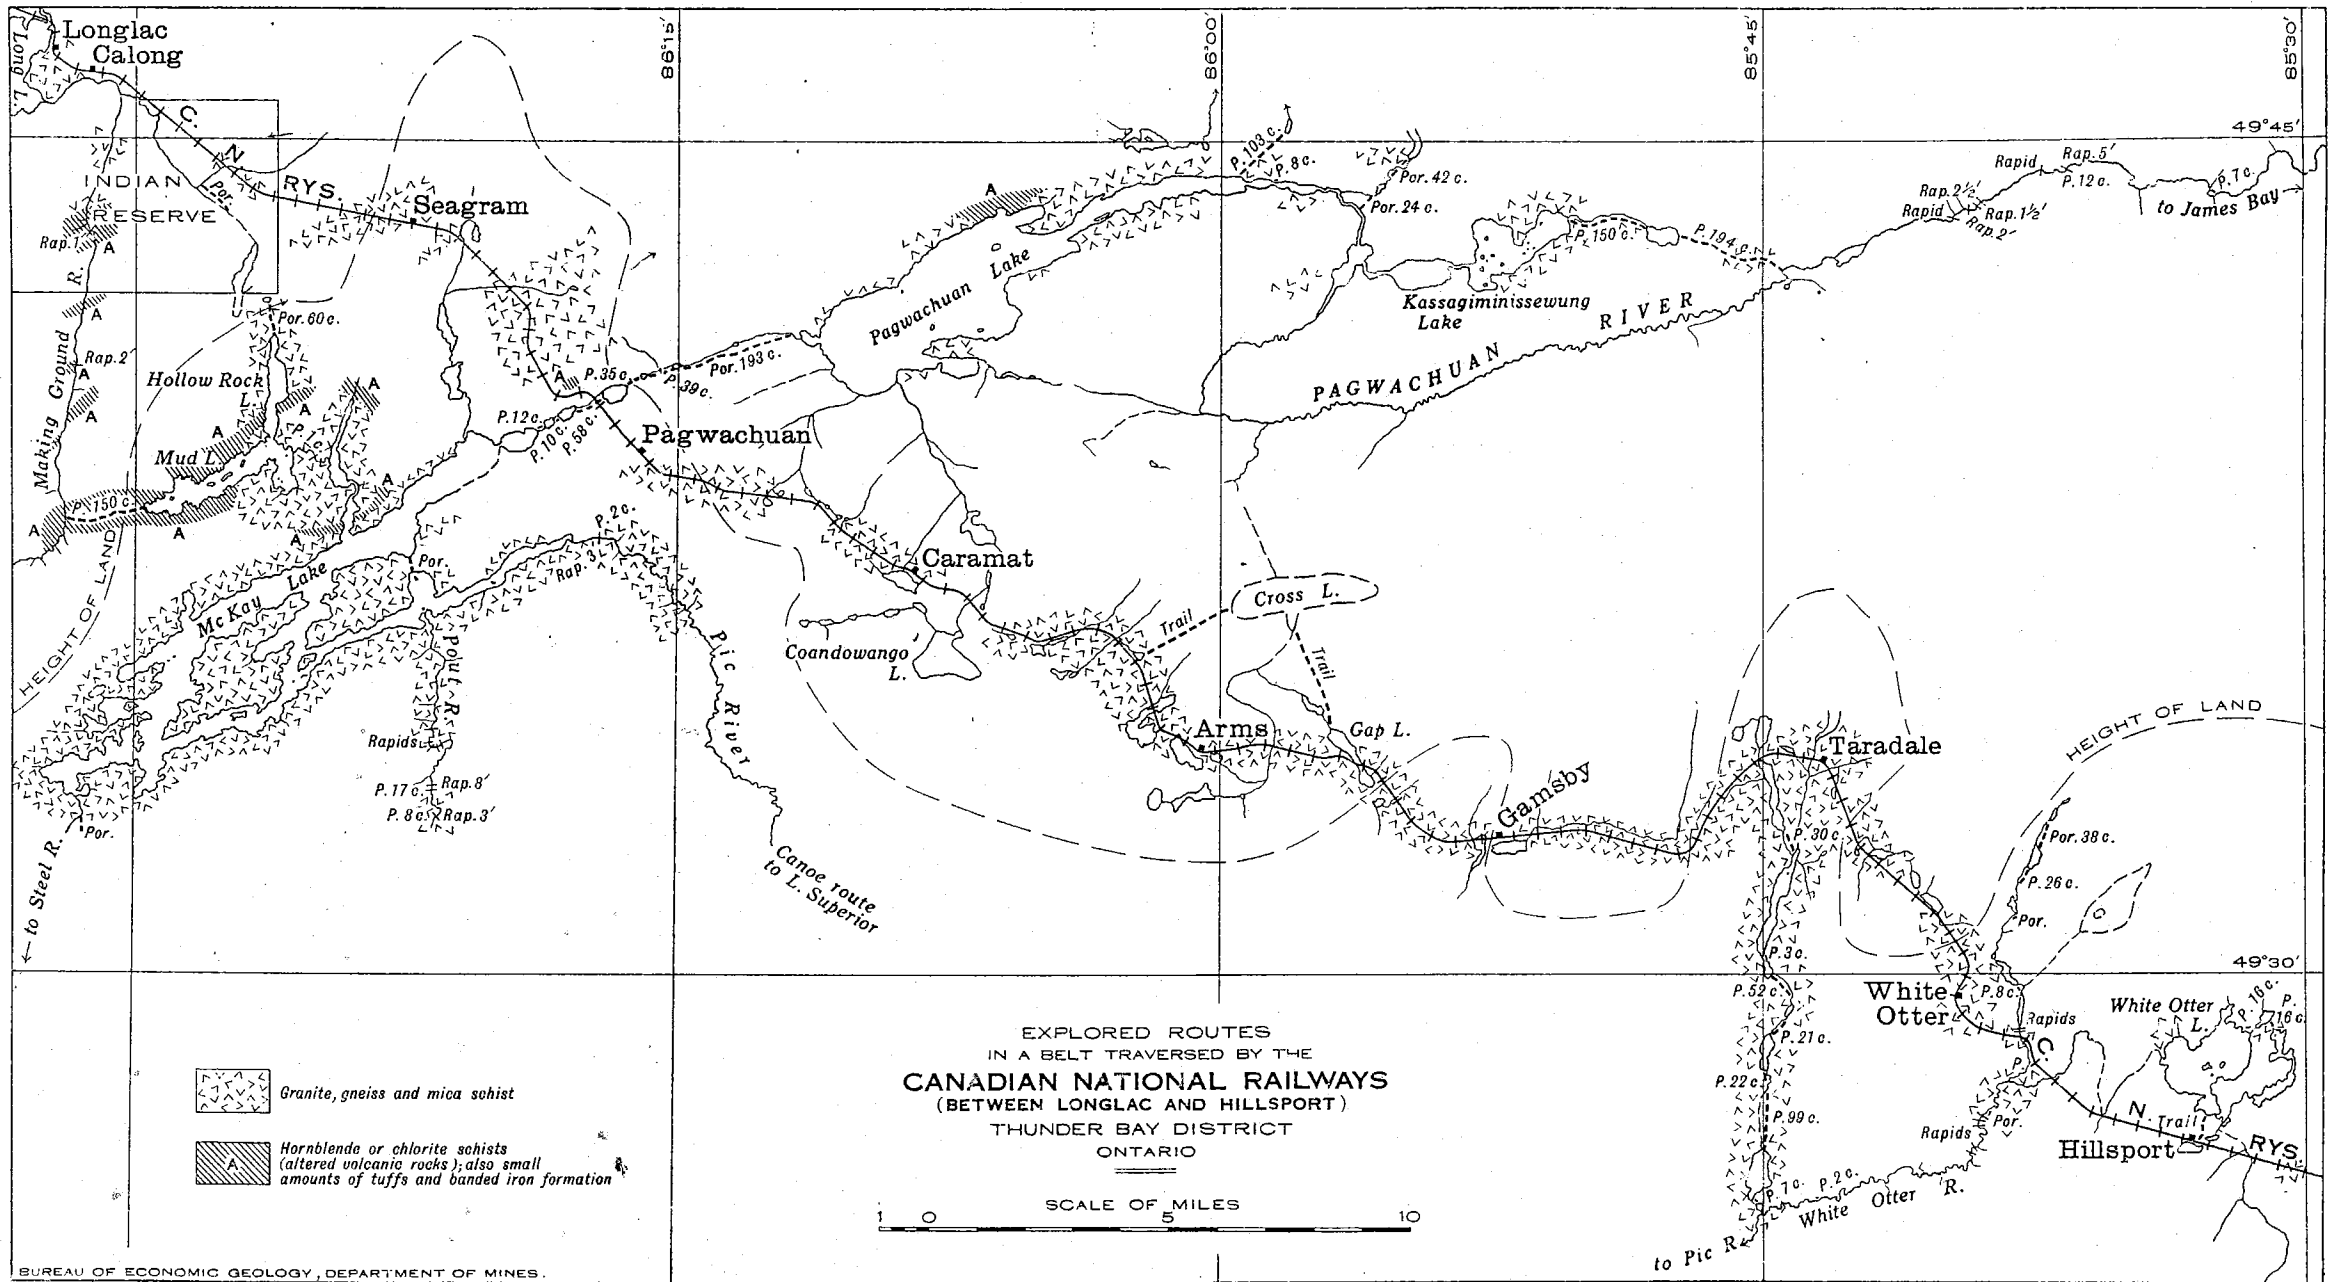 Longlac
Calong
Long L.
C. N. RYS.
86°15'
86°00'
85°45'
85°30'
49°45'
49°30'
INDIAN
RESERVE
Por.
Seagram
Rap. 1'
A
R.
A
A
Making Ground
Rap. 2'
A
A
Por. 60 c.
Hollow Rock
L.
A
A
A
Mud L.
A
P. 150 c.
A
A
A
A
P. 12 c.
P. 10 c.
P. 58 c.
A
P. 35 c.
P. 39 c.
Por. 193 c.
Pagwachuan
Pagwachuan Lake
A
P. 103 c.
P. 8 c.
Por. 42 c.
Por. 24 c.
P. 150 c.
P. 194 c.
Kassagiminissewung
Lake
PAGWACHUAN RIVER
Rapid
Rap. 5'
P. 12 c.
P. 7 c.
Rap. 2½'
Rapid
Rap. 1½'
Rap. 2'
to James Bay
HEIGHT OF LAND
McKay Lake
Por.
Rap. 3'
P. 2 c.
Pic River
Pout R.
Rapids
P. 17 c.
Rap. 8'
P. 8 c.
Rap. 3'
Por.
to Steel R.
Canoe route
to L. Superior
Caramat
Coandowango
L.
Trail
Cross L.
Trail
Arms
Gap L.
Gamsby
Taradale
HEIGHT OF LAND
P. 30 c.
Por. 38 c.
P. 26 c.
Por.
P. 3 c.
P. 52 c.
P. 21 c.
P. 22 c.
P. 99 c.
P. 7 c.
P. 2 c.
White Otter R.
to Pic R.
White
Otter
P. 8 c.
Rapids
P.
Por.
Rapids
C. N. RYS.
White Otter
L.
P. 16 c.
P.
16 c.
Trail
Hillsport
Granite, gneiss and mica schist
A
Hornblende or chlorite schists
(altered volcanic rocks); also small
amounts of tuffs and banded iron formation
EXPLORED ROUTES
IN A BELT TRAVERSED BY THE
CANADIAN NATIONAL RAILWAYS
(BETWEEN LONGLAC AND HILLSPORT)
THUNDER BAY DISTRICT
ONTARIO
SCALE OF MILES
1 0 5 10
BUREAU OF ECONOMIC GEOLOGY, DEPARTMENT OF MINES.